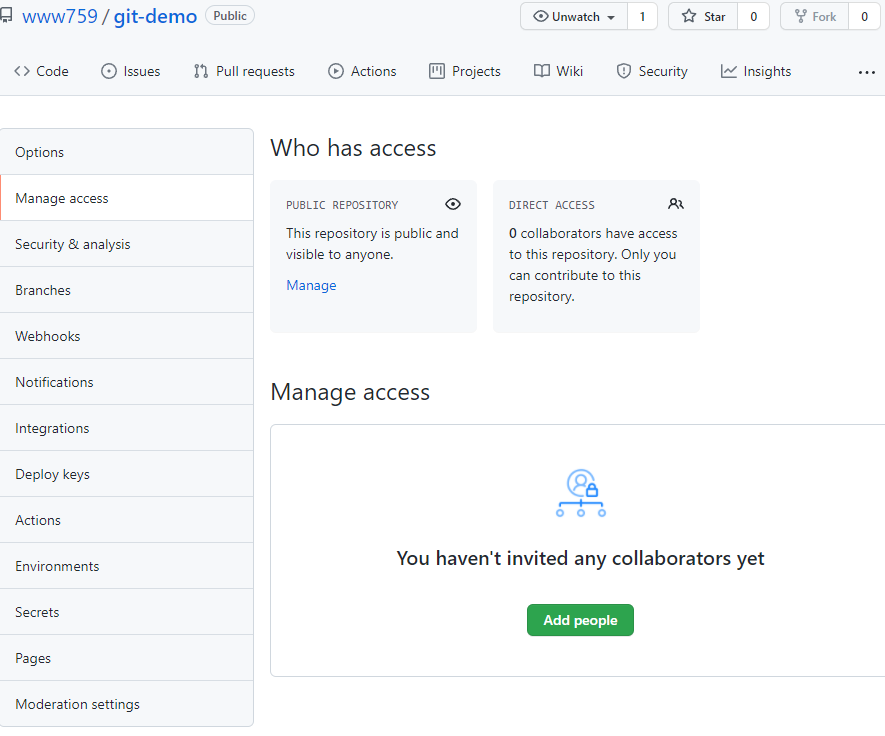 www759 / git-demo Public
Unwatch 1 Star 0 Fork 0
Code Issues Pull requests Actions Projects Wiki Security Insights ...
Options
Manage access
Security & analysis
Branches
Webhooks
Notifications
Integrations
Deploy keys
Actions
Environments
Secrets
Pages
Moderation settings
Who has access
PUBLIC REPOSITORY
This repository is public and
visible to anyone.
Manage
DIRECT ACCESS
0 collaborators have access
to this repository. Only you
can contribute to this
repository.
Manage access
You haven't invited any collaborators yet
Add people